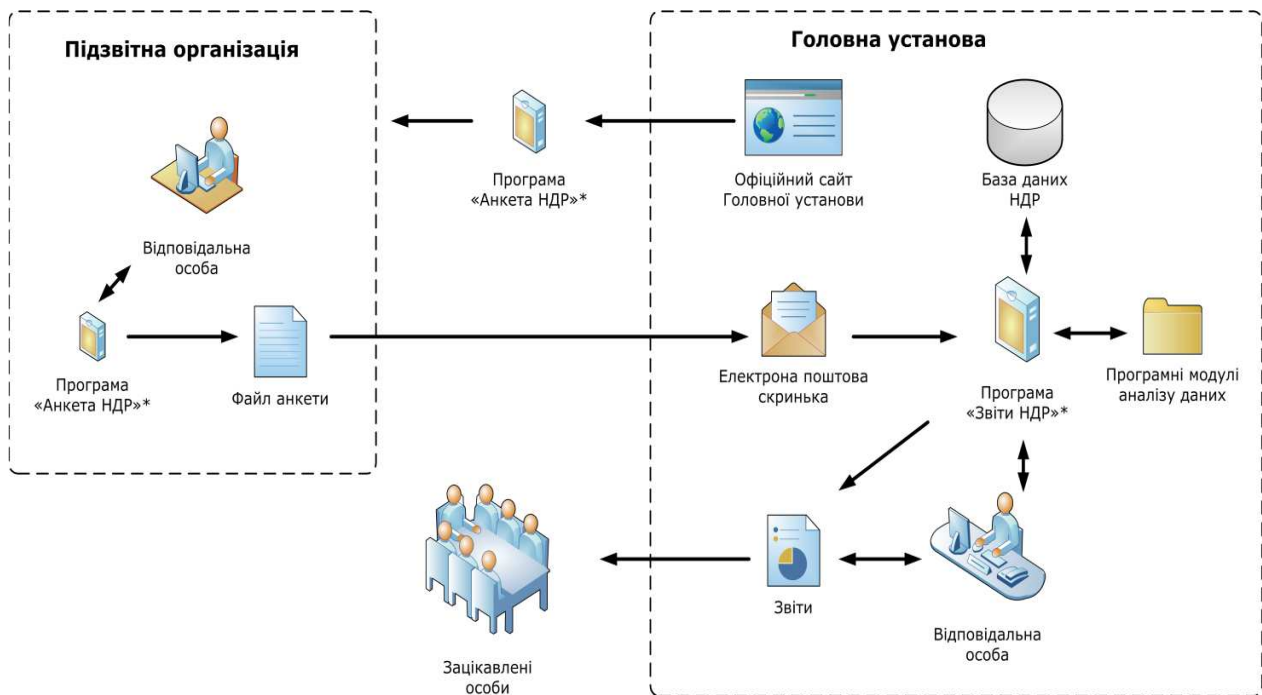 Підзвітна організація
Головна установа
Програма
«Анкета НДР»*
Офіційний сайт
Головної установи
База даних
НДР
Відповідальна
особа
Програма
«Анкета НДР»*
Файл анкети
Електрона поштова
скринька
Програма
«Звіти НДР»*
Програмні модулі
аналізу даних
Звіти
Відповідальна
особа
Зацікавлені
особи